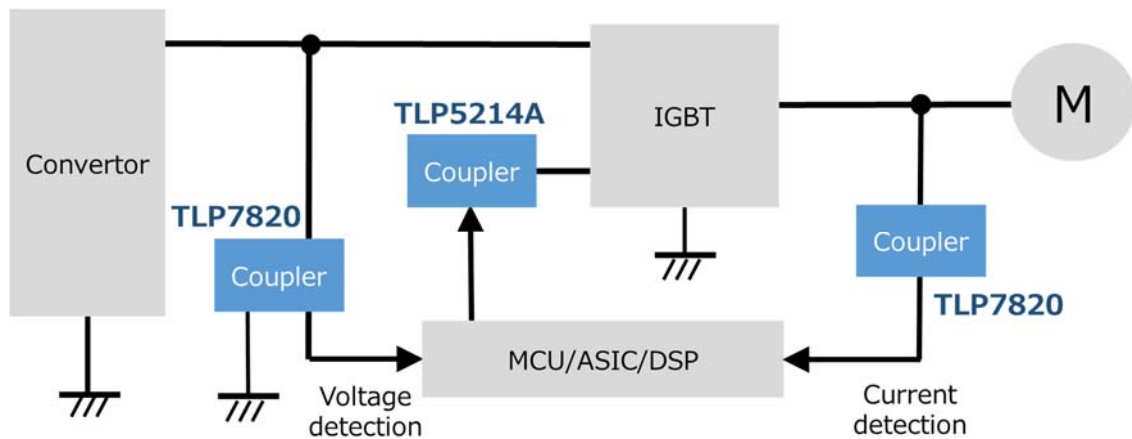 TLP5214A
IGBT
M
Convertor
Coupler
TLP7820
Coupler
Coupler
TLP7820
MCU/ASIC/DSP
Voltage
detection
Current
detection